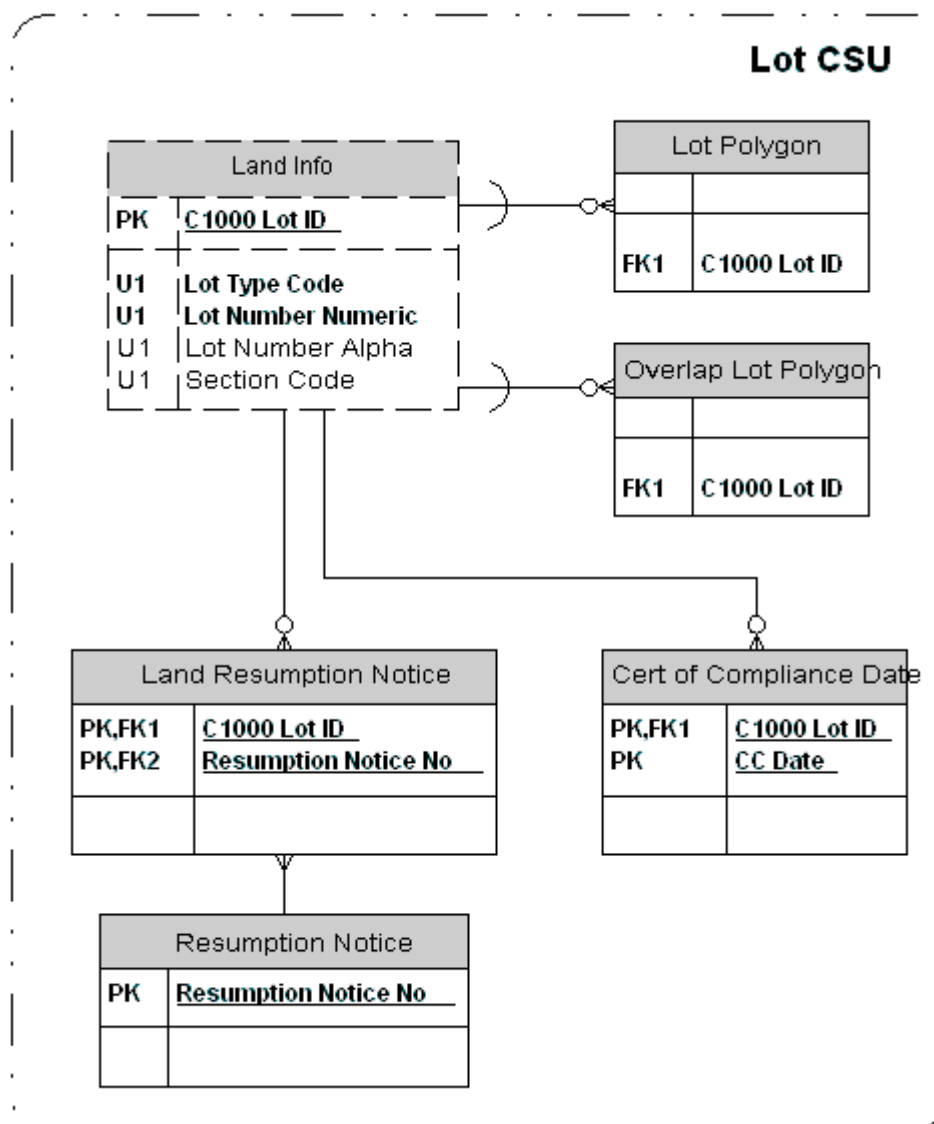 Lot CSU
Land Info
PK C1000 Lot ID
U1 Lot Type Code
U1 Lot Number Numeric
U1 Lot Number Alpha
U1 Section Code
Lot Polygon
FK1 C1000 Lot ID
Overlap Lot Polygon
FK1 C1000 Lot ID
Land Resumption Notice
PK,FK1 C1000 Lot ID
PK,FK2 Resumption Notice No
Cert of Compliance Date
PK,FK1 C1000 Lot ID
PK CC Date
Resumption Notice
PK Resumption Notice No